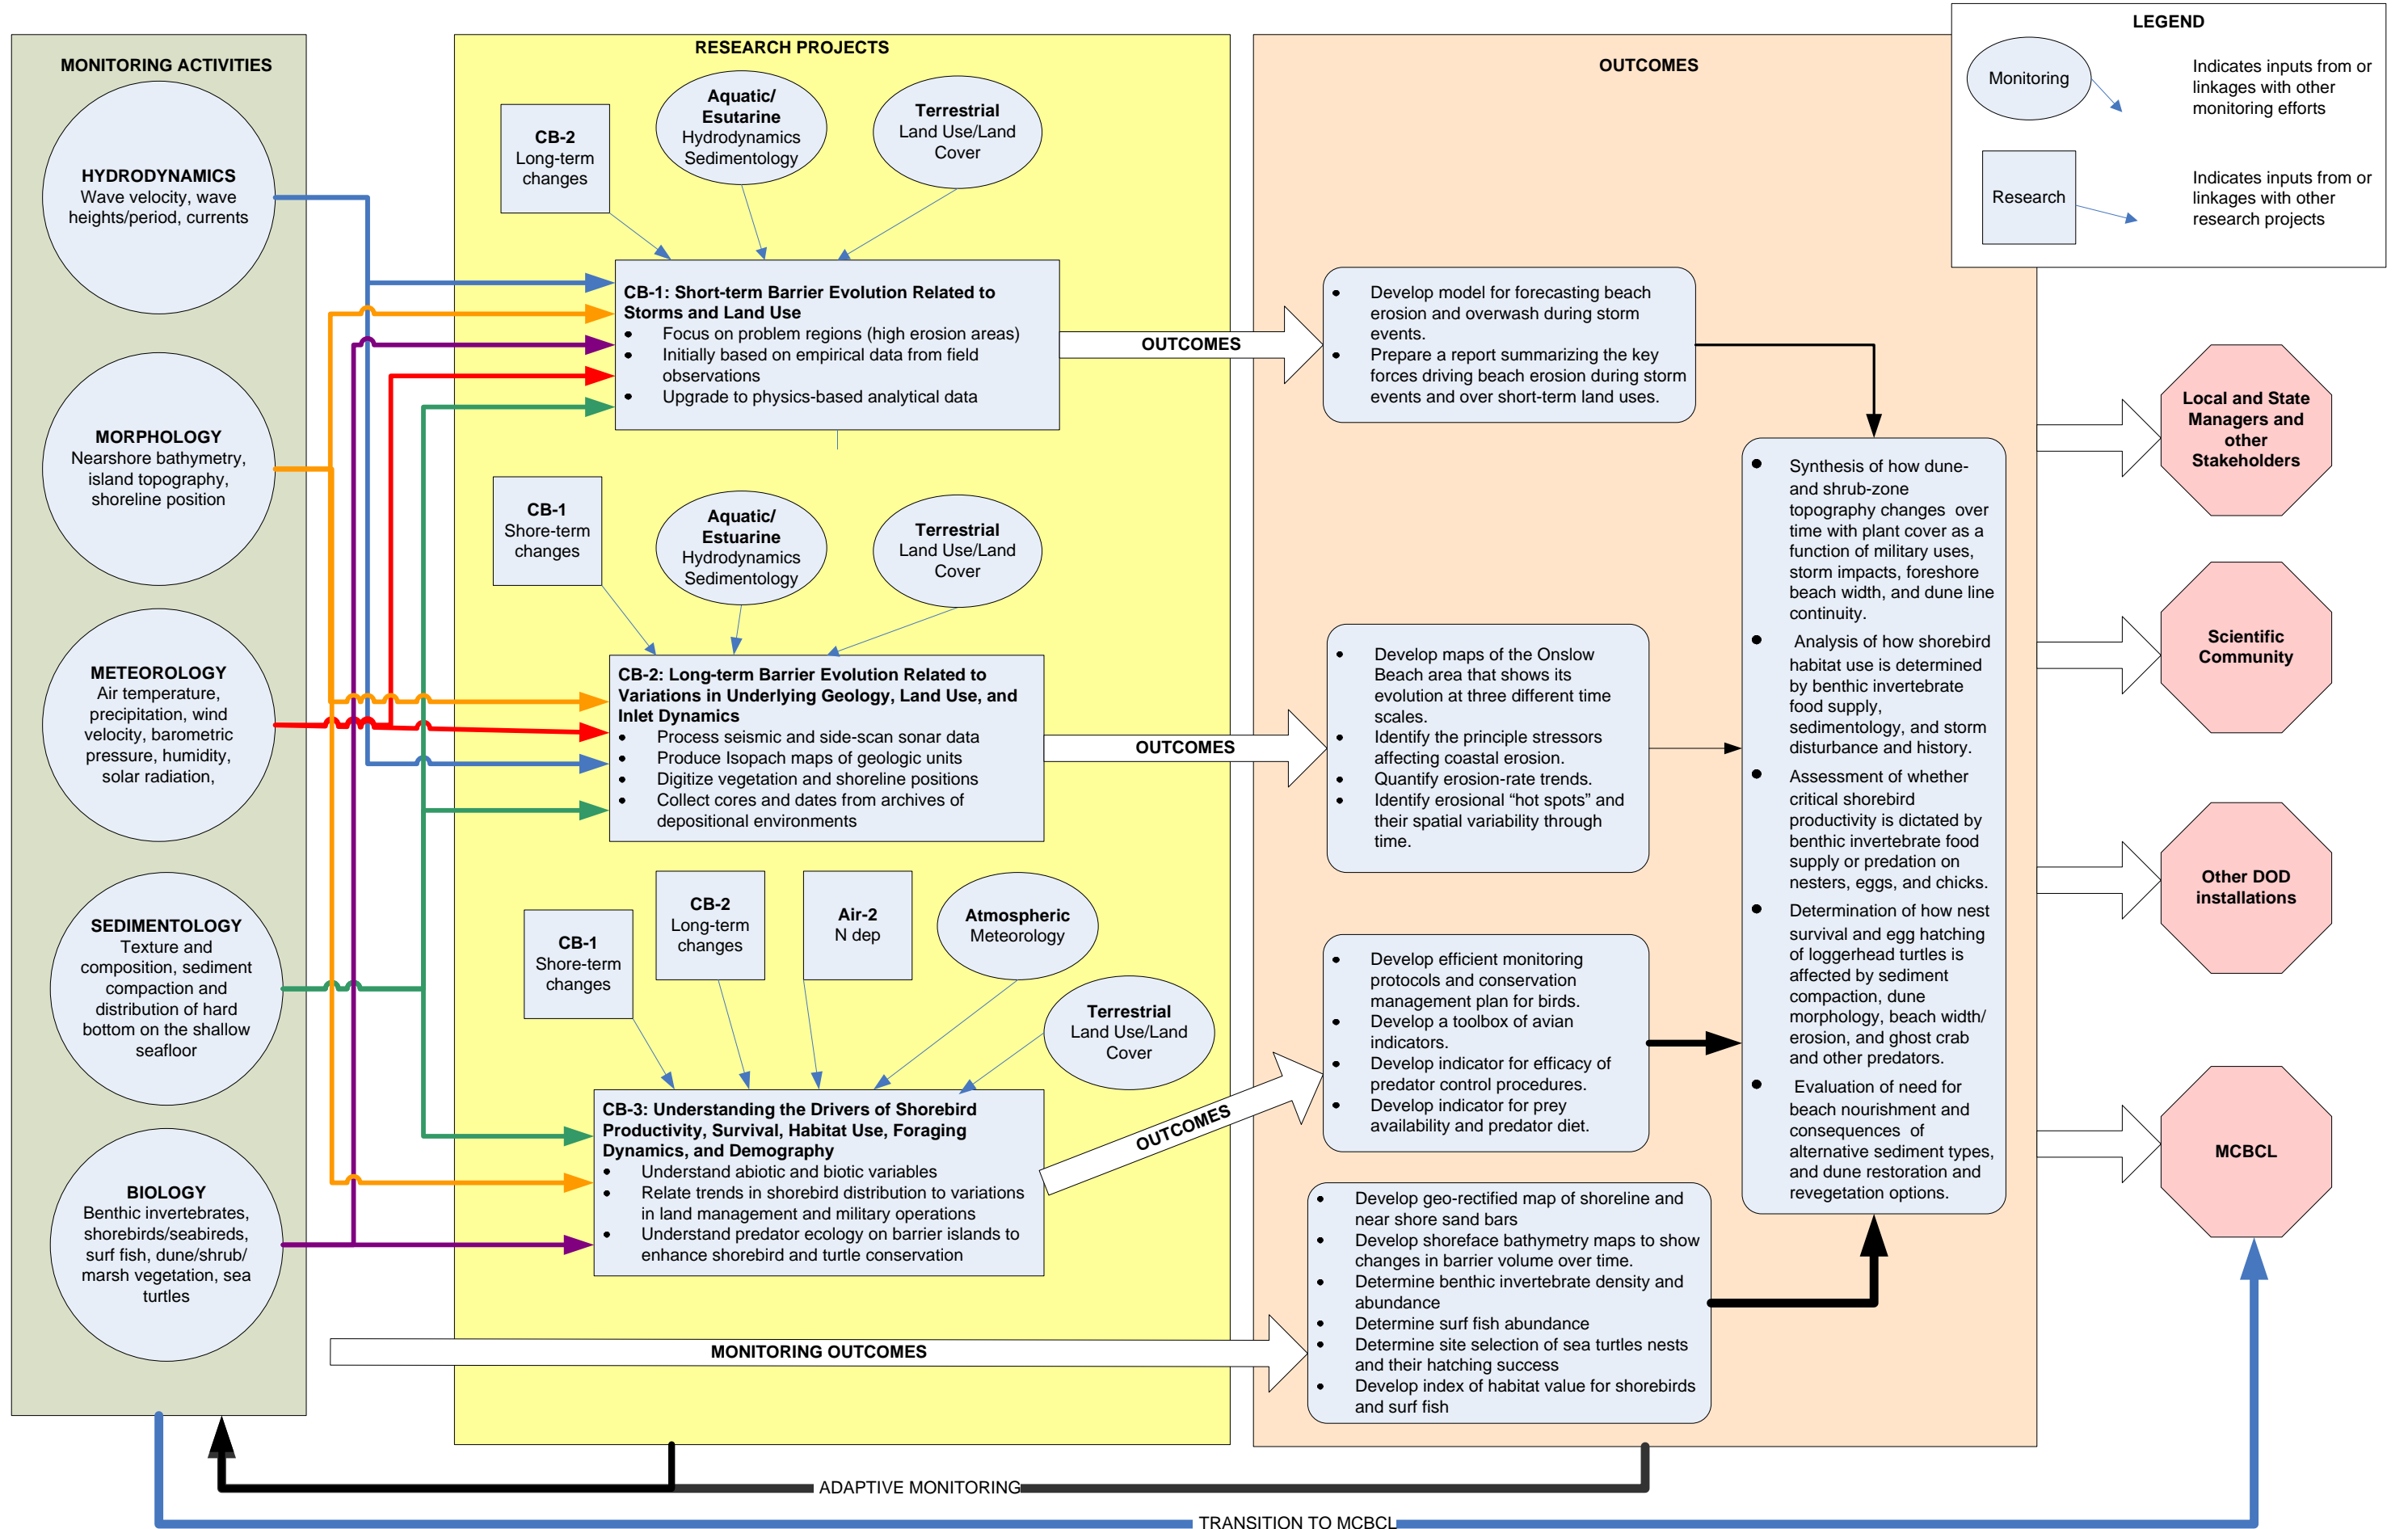 MONITORING ACTIVITIES
HYDRODYNAMICS
Wave velocity, wave
heights/period, currents
MORPHOLOGY
Nearshore bathymetry,
island topography,
shoreline position
METEOROLOGY
Air temperature,
precipitation, wind
velocity, barometric
pressure, humidity,
solar radiation,
SEDIMENTOLOGY
Texture and
composition, sediment
compaction and
distribution of hard
bottom on the shallow
seafloor
BIOLOGY
Benthic invertebrates,
shorebirds/seabireds,
surf fish, dune/shrub/
marsh vegetation, sea
turtles
RESEARCH PROJECTS
CB-2
Long-term
changes
Aquatic/
Esutarine
Hydrodynamics
Sedimentology
Terrestrial
Land Use/Land
Cover
CB-1: Short-term Barrier Evolution Related to
Storms and Land Use
• Focus on problem regions (high erosion areas)
• Initially based on empirical data from field
observations
• Upgrade to physics-based analytical data
CB-1
Shore-term
changes
Aquatic/
Estuarine
Hydrodynamics
Sedimentology
Terrestrial
Land Use/Land
Cover
CB-2: Long-term Barrier Evolution Related to
Variations in Underlying Geology, Land Use, and
Inlet Dynamics
• Process seismic and side-scan sonar data
• Produce Isopach maps of geologic units
• Digitize vegetation and shoreline positions
• Collect cores and dates from archives of
depositional environments
CB-1
Shore-term
changes
CB-2
Long-term
changes
Air-2
N dep
Atmospheric
Meteorology
Terrestrial
Land Use/Land
Cover
CB-3: Understanding the Drivers of Shorebird
Productivity, Survival, Habitat Use, Foraging
Dynamics, and Demography
• Understand abiotic and biotic variables
• Relate trends in shorebird distribution to variations
in land management and military operations
• Understand predator ecology on barrier islands to
enhance shorebird and turtle conservation
OUTCOMES
OUTCOMES
OUTCOMES
MONITORING OUTCOMES
OUTCOMES
• Develop model for forecasting beach
erosion and overwash during storm
events.
• Prepare a report summarizing the key
forces driving beach erosion during storm
events and over short-term land uses.
• Develop maps of the Onslow
Beach area that shows its
evolution at three different time
scales.
• Identify the principle stressors
affecting coastal erosion.
• Quantify erosion-rate trends.
• Identify erosional “hot spots” and
their spatial variability through
time.
• Develop efficient monitoring
protocols and conservation
management plan for birds.
• Develop a toolbox of avian
indicators.
• Develop indicator for efficacy of
predator control procedures.
• Develop indicator for prey
availability and predator diet.
• Develop geo-rectified map of shoreline and
near shore sand bars
• Develop shoreface bathymetry maps to show
changes in barrier volume over time.
• Determine benthic invertebrate density and
abundance
• Determine surf fish abundance
• Determine site selection of sea turtles nests
and their hatching success
• Develop index of habitat value for shorebirds
and surf fish
• Synthesis of how dune-
and shrub-zone
topography changes over
time with plant cover as a
function of military uses,
storm impacts, foreshore
beach width, and dune line
continuity.
• Analysis of how shorebird
habitat use is determined
by benthic invertebrate
food supply,
sedimentology, and storm
disturbance and history.
• Assessment of whether
critical shorebird
productivity is dictated by
benthic invertebrate food
supply or predation on
nesters, eggs, and chicks.
• Determination of how nest
survival and egg hatching
of loggerhead turtles is
affected by sediment
compaction, dune
morphology, beach width/
erosion, and ghost crab
and other predators.
• Evaluation of need for
beach nourishment and
consequences of
alternative sediment types,
and dune restoration and
revegetation options.
LEGEND
Monitoring
Indicates inputs from or
linkages with other
monitoring efforts
Research
Indicates inputs from or
linkages with other
research projects
Local and State
Managers and
other
Stakeholders
Scientific
Community
Other DOD
installations
MCBCL
ADAPTIVE MONITORING
TRANSITION TO MCBCL